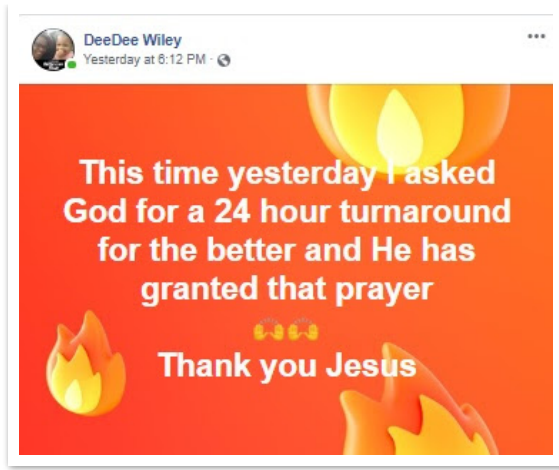 DeeDee Wiley
Yesterday at 6:12 PM ·
This time yesterday I asked
God for a 24 hour turnaround
for the better and He has
granted that prayer
🙌🙌
Thank you Jesus